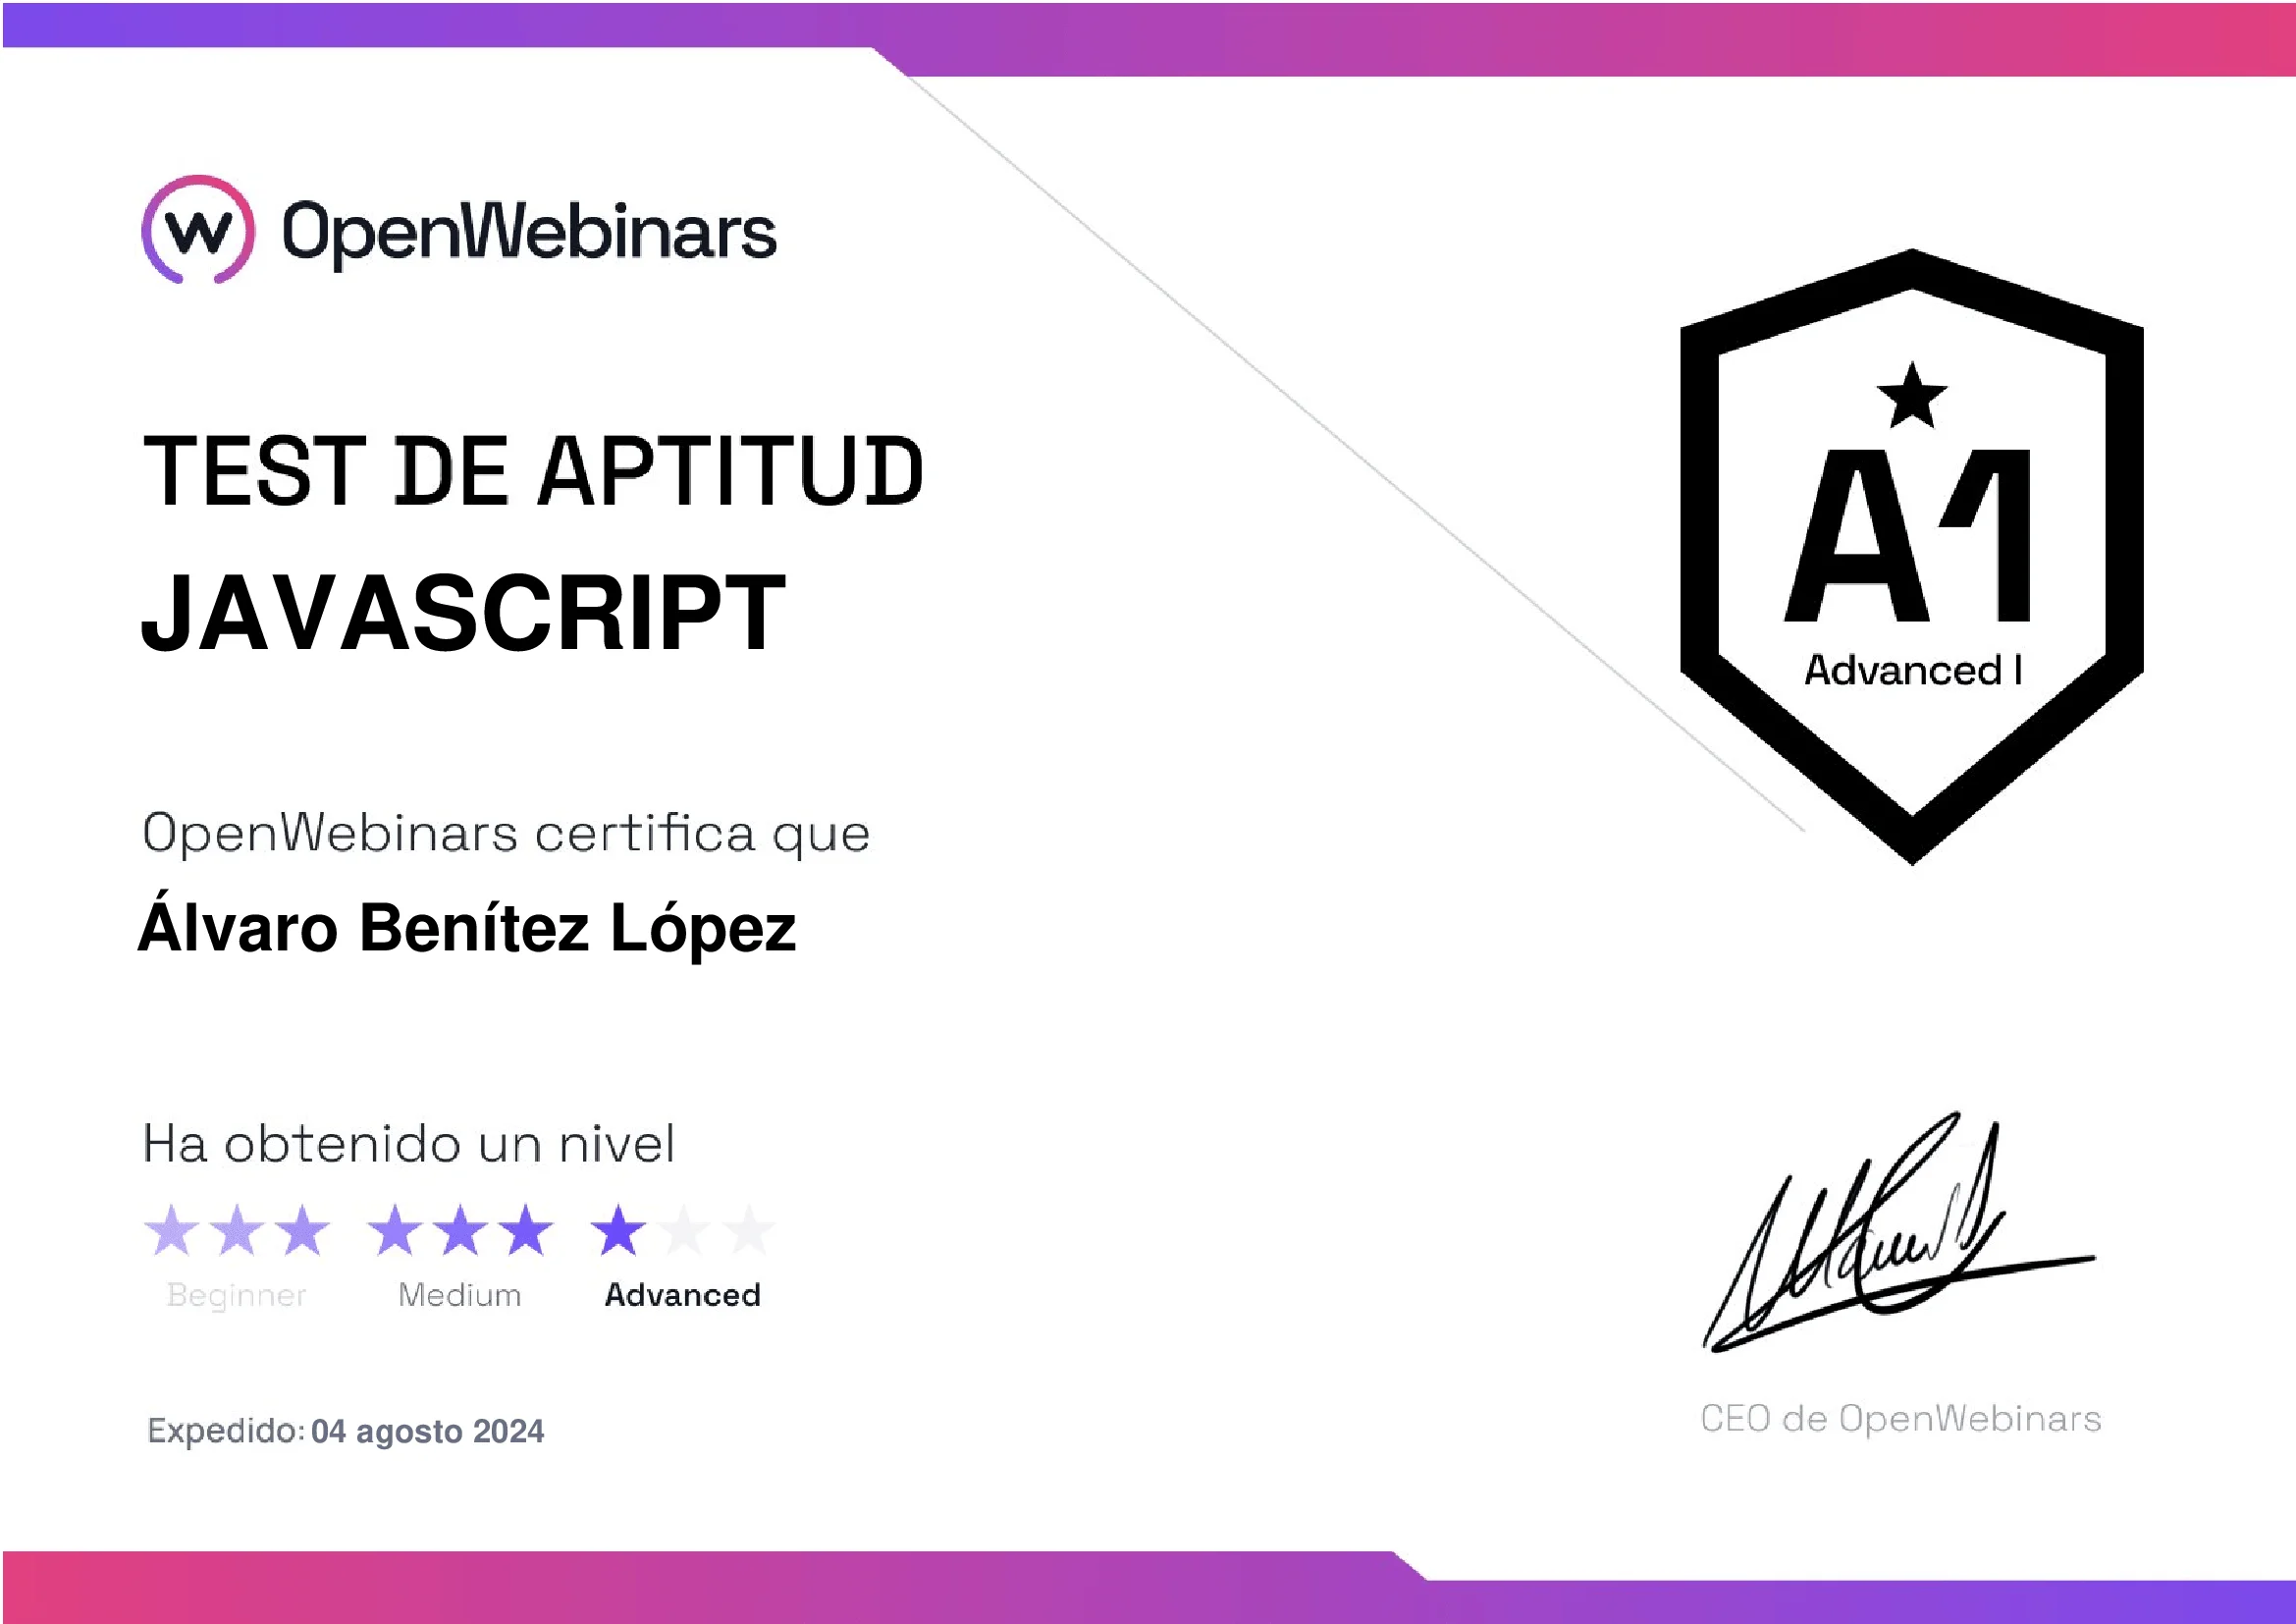 OpenWebinars
TEST DE APTITUD
JAVASCRIPT
A1
Advanced I
OpenWebinars certifica que
Álvaro Benítez López
Ha obtenido un nivel
Beginner Medium Advanced
Expedido: 04 agosto 2024
CEO de OpenWebinars